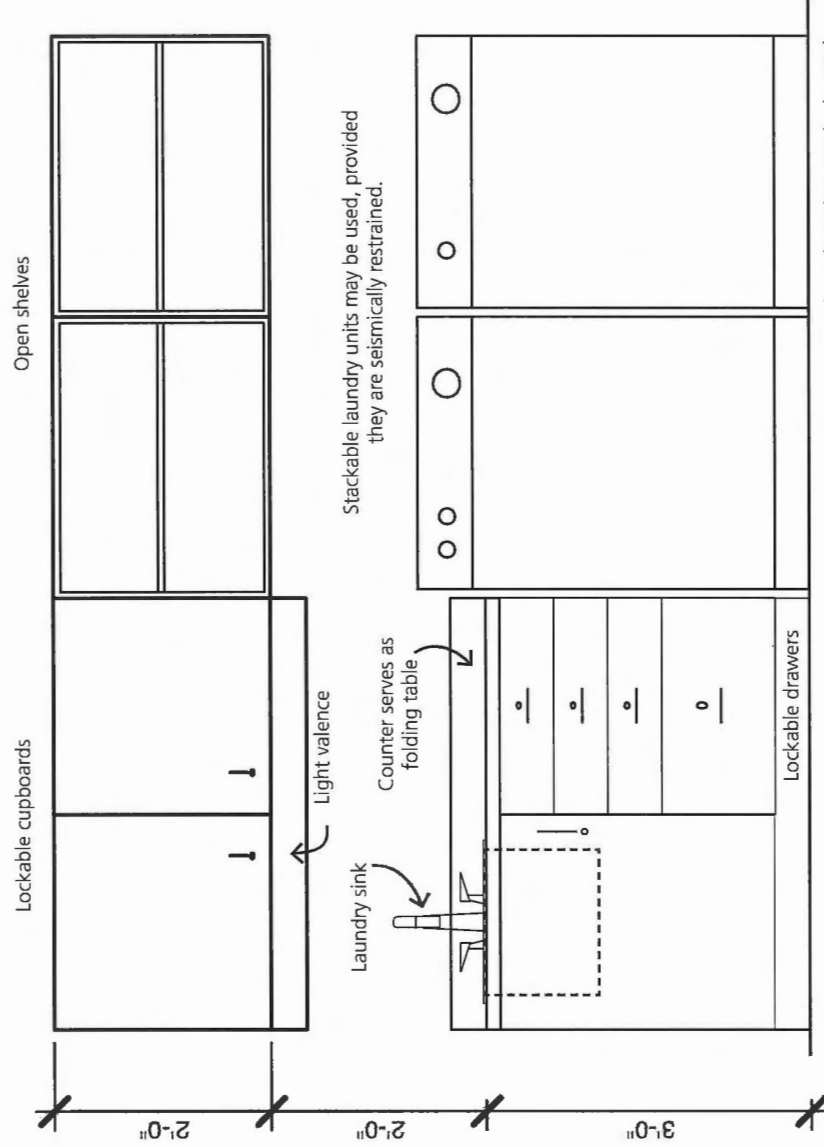 Lockable cupboards
Open shelves
Light valence
Stackable laundry units may be used, provided
they are seismically restrained.
Laundry sink
Counter serves as
folding table
Lockable drawers
2'-0"
2'-0"
3'-0"